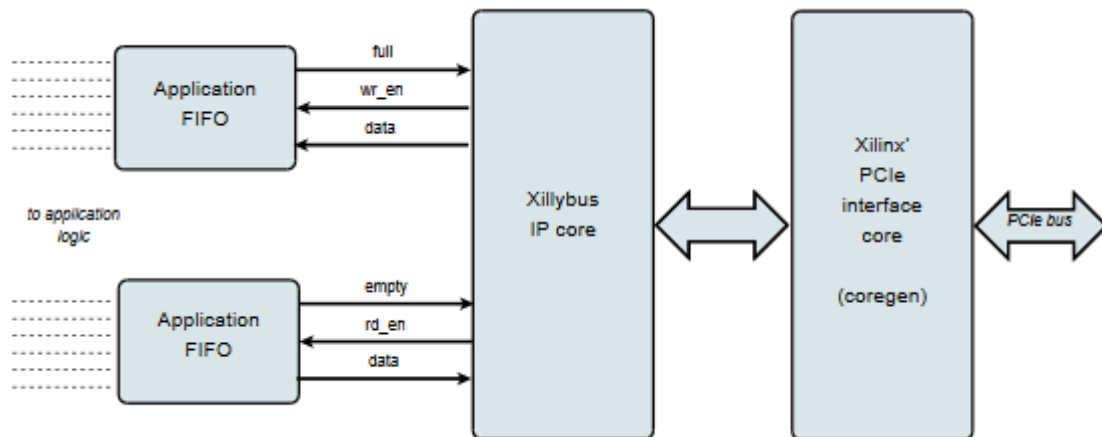 full
Application
FIFO
wr_en
data
Xilinx'
PCIe
interface
core
(coregen)
Xillybus
IP core
to application
logic
PCIe bus
empty
Application
FIFO
rd_en
data